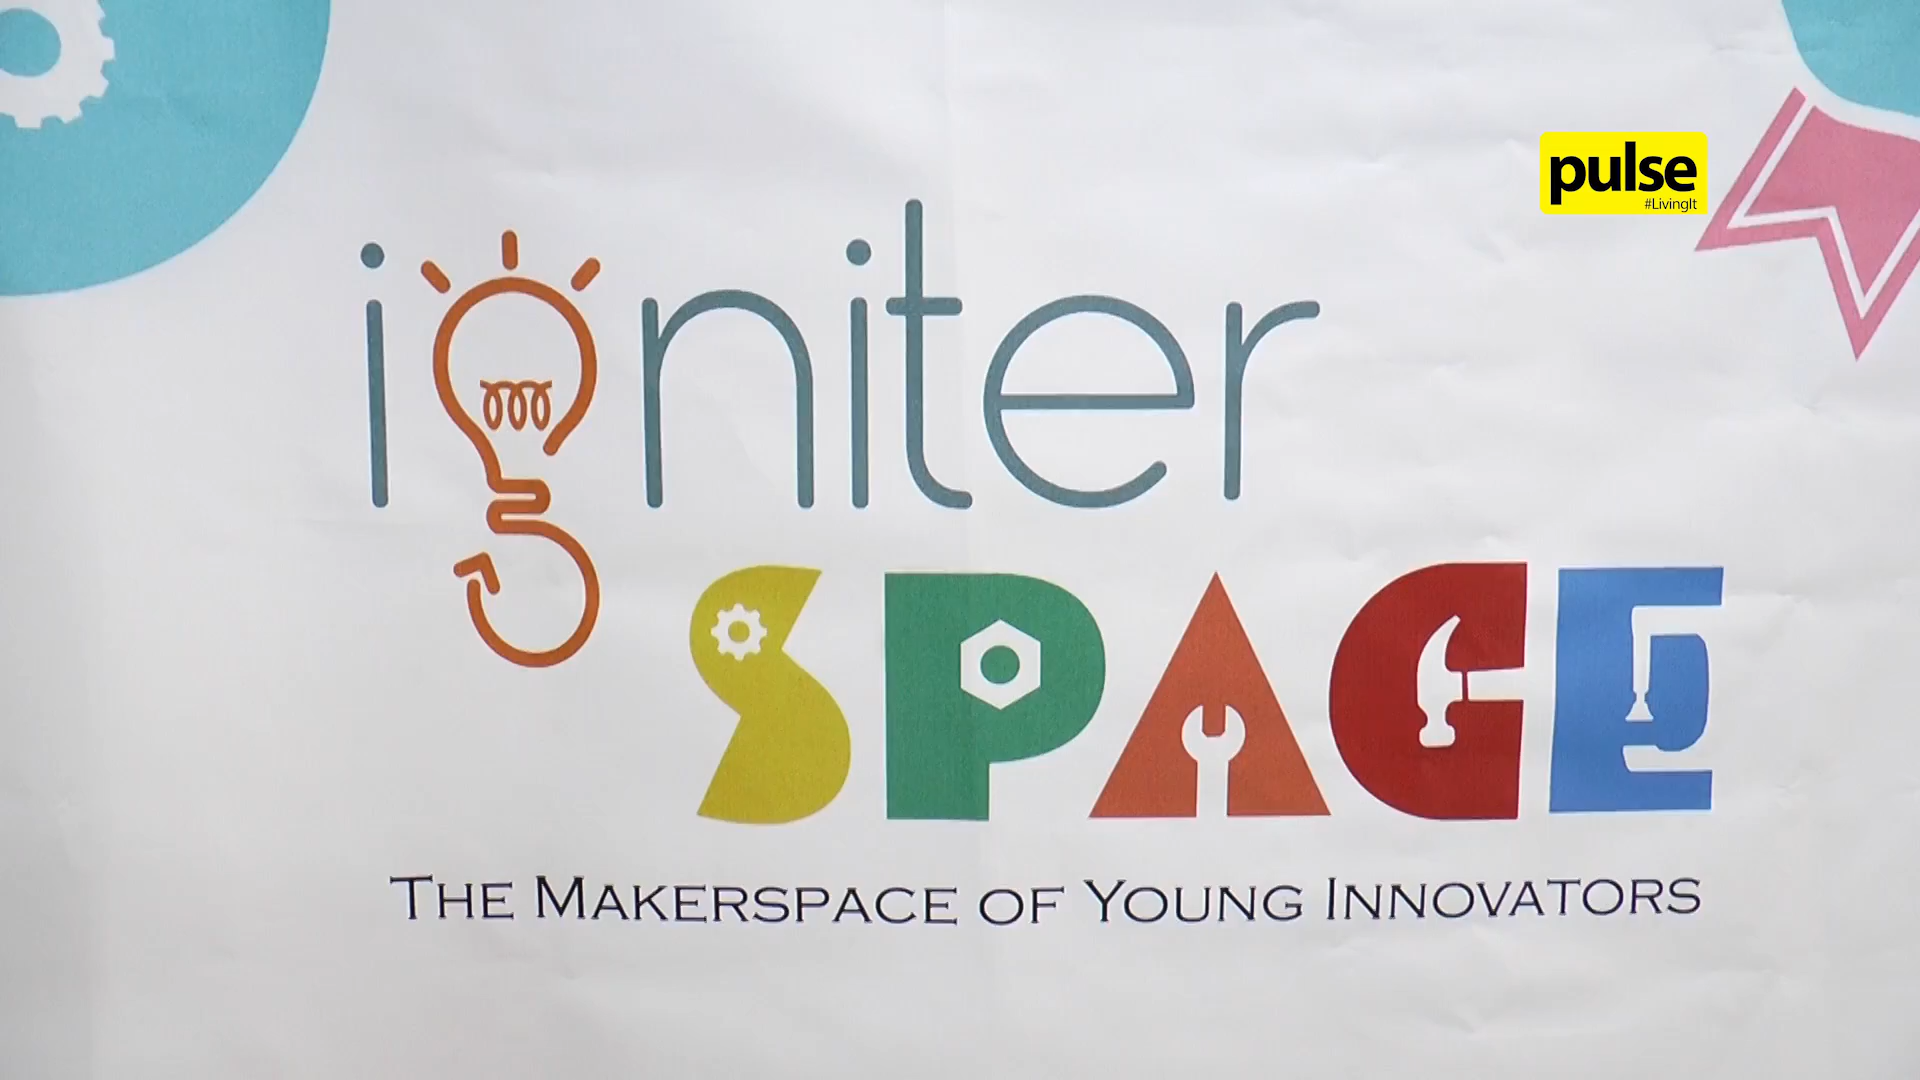 pulse
#LivingIt
igniter
SPACE
THE MAKERSPACE OF YOUNG INNOVATORS